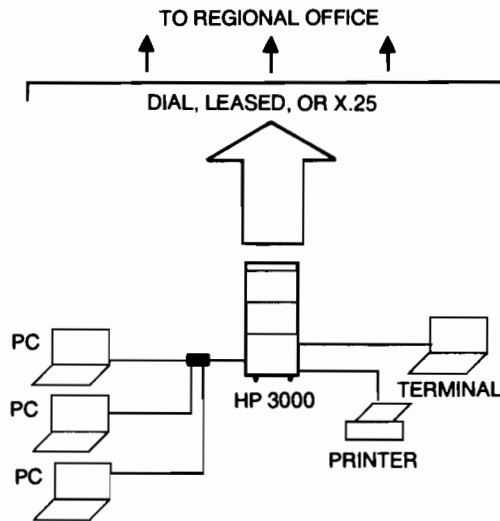 TO REGIONAL OFFICE
DIAL, LEASED, OR X.25
PC
PC
PC
HP 3000
TERMINAL
PRINTER